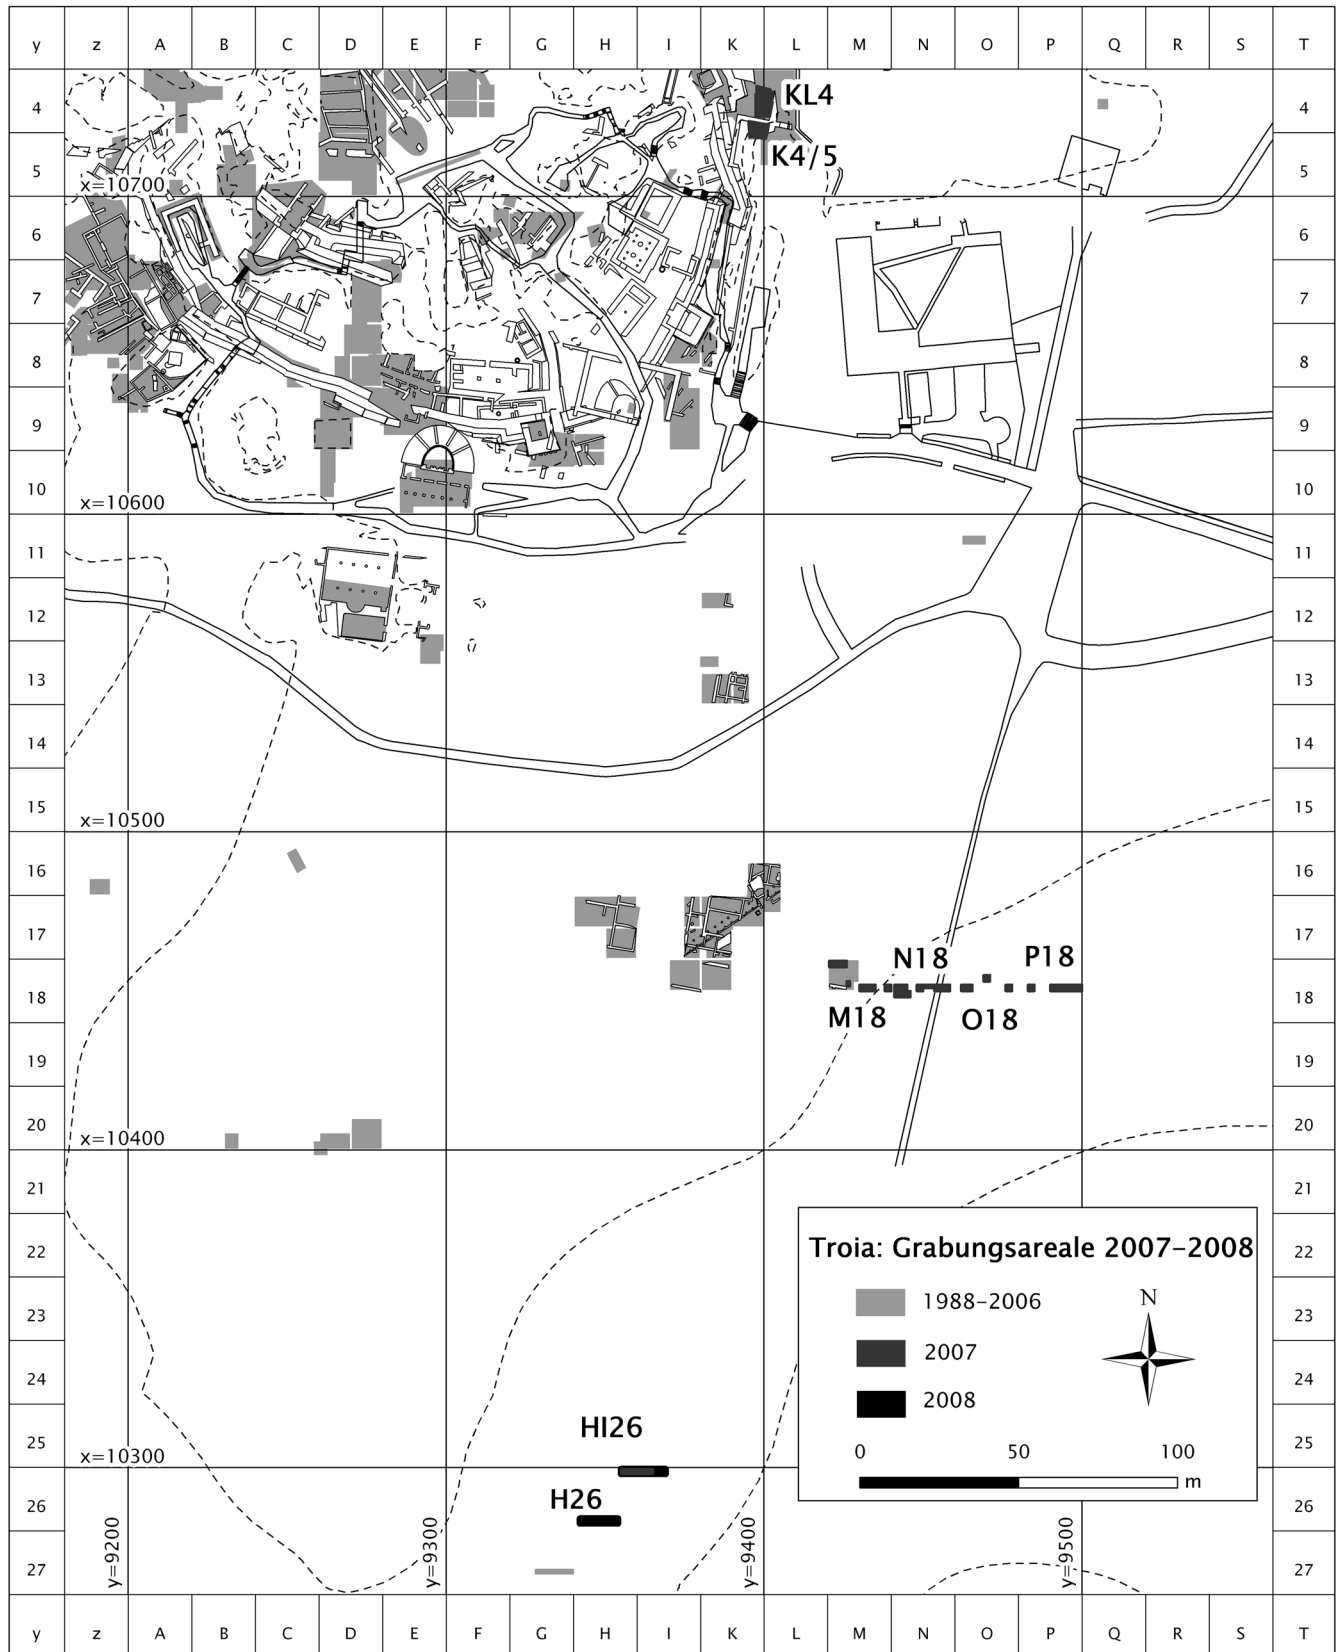 y z A B C D E F G H I K L M N O P Q R S T
4 KL4 4
5 K4/5 5
x=10700
6 6
7 7
8 8
9 9
10 10
x=10600
11 11
12 12
13 13
14 14
15 15
x=10500
16 16
17 17
N18 P18
18 18
M18 O18
19 19
20 20
x=10400
21 21
22 Troia: Grabungsareale 2007–2008 22
23 1988–2006 N 23
24 2007 24
2008
25 HI26 0 50 100 25
x=10300
m
26 H26 26
y=9200 y=9300 y=9400 y=9500
27 27
y z A B C D E F G H I K L M N O P Q R S T